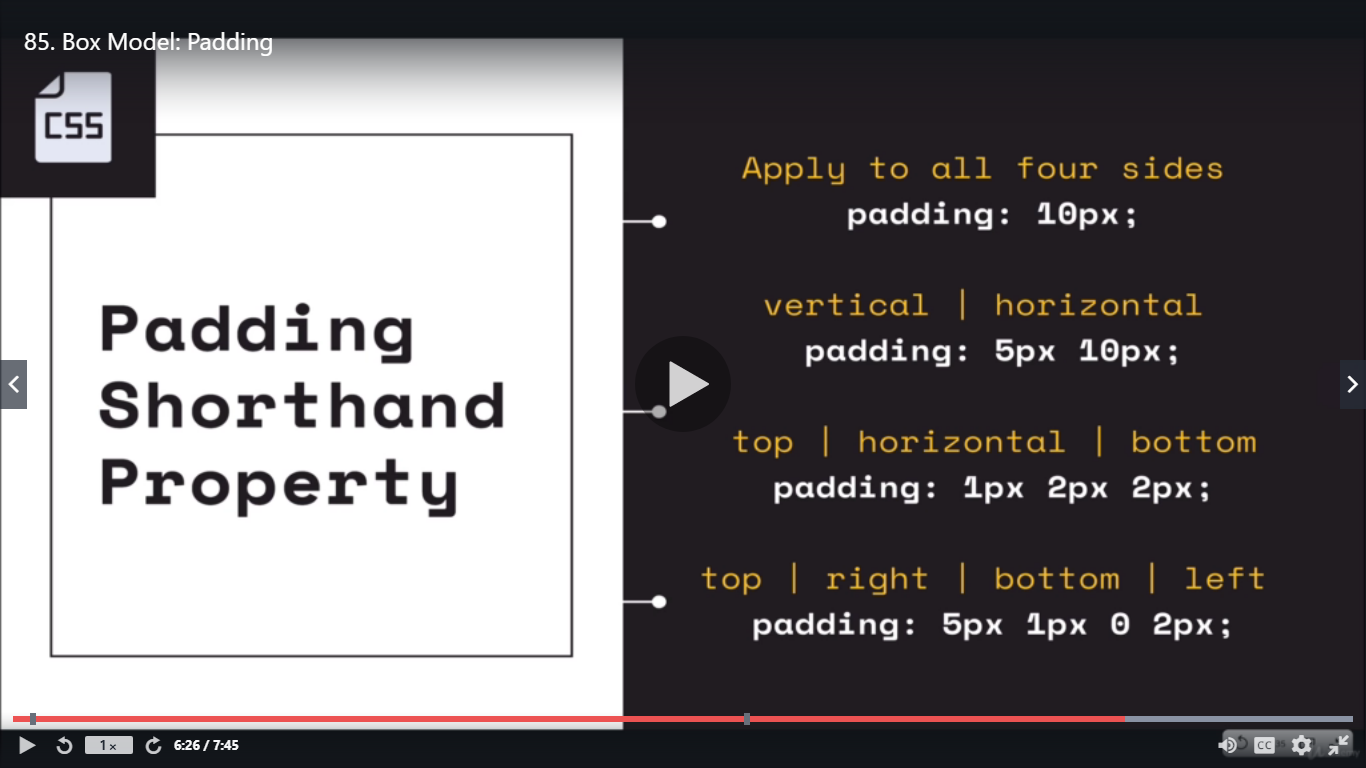 85. Box Model: Padding
CSS
Padding
Shorthand
Property
Apply to all four sides
padding: 10px;
vertical | horizontal
padding: 5px 10px;
top | horizontal | bottom
padding: 1px 2px 2px;
top | right | bottom | left
padding: 5px 1px 0 2px;
1×
6:26 / 7:45
CC